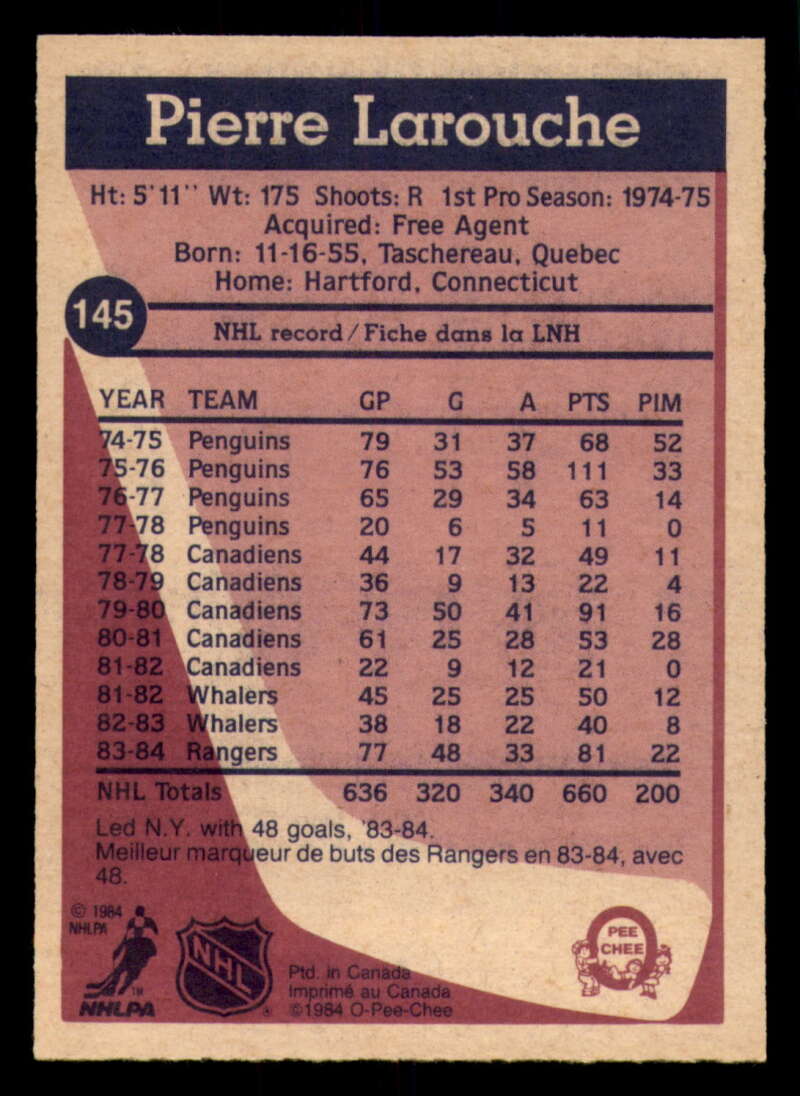 Pierre Larouche
Ht: 5'11" Wt: 175 Shoots: R 1st Pro Season: 1974-75
Acquired: Free Agent
Born: 11-16-55, Taschereau, Quebec
Home: Hartford, Connecticut
145
NHL record/Fiche dans la LNH
YEAR TEAM GP G A PTS PIM
74-75 Penguins 79 31 37 68 52
75-76 Penguins 76 53 58 111 33
76-77 Penguins 65 29 34 63 14
77-78 Penguins 20 6 5 11 0
77-78 Canadiens 44 17 32 49 11
78-79 Canadiens 36 9 13 22 4
79-80 Canadiens 73 50 41 91 16
80-81 Canadiens 61 25 28 53 28
81-82 Canadiens 22 9 12 21 0
81-82 Whalers 45 25 25 50 12
82-83 Whalers 38 18 22 40 8
83-84 Rangers 77 48 33 81 22
NHL Totals 636 320 340 660 200
Led N.Y. with 48 goals, '83-84.
Meilleur marqueur de buts des Rangers en 83-84, avec
48.
© 1984
NHLPA
TM
NHLPA
NHL
®
Ptd. in Canada
Imprimé au Canada
©1984 O-Pee-Chee
PEE
CHEE